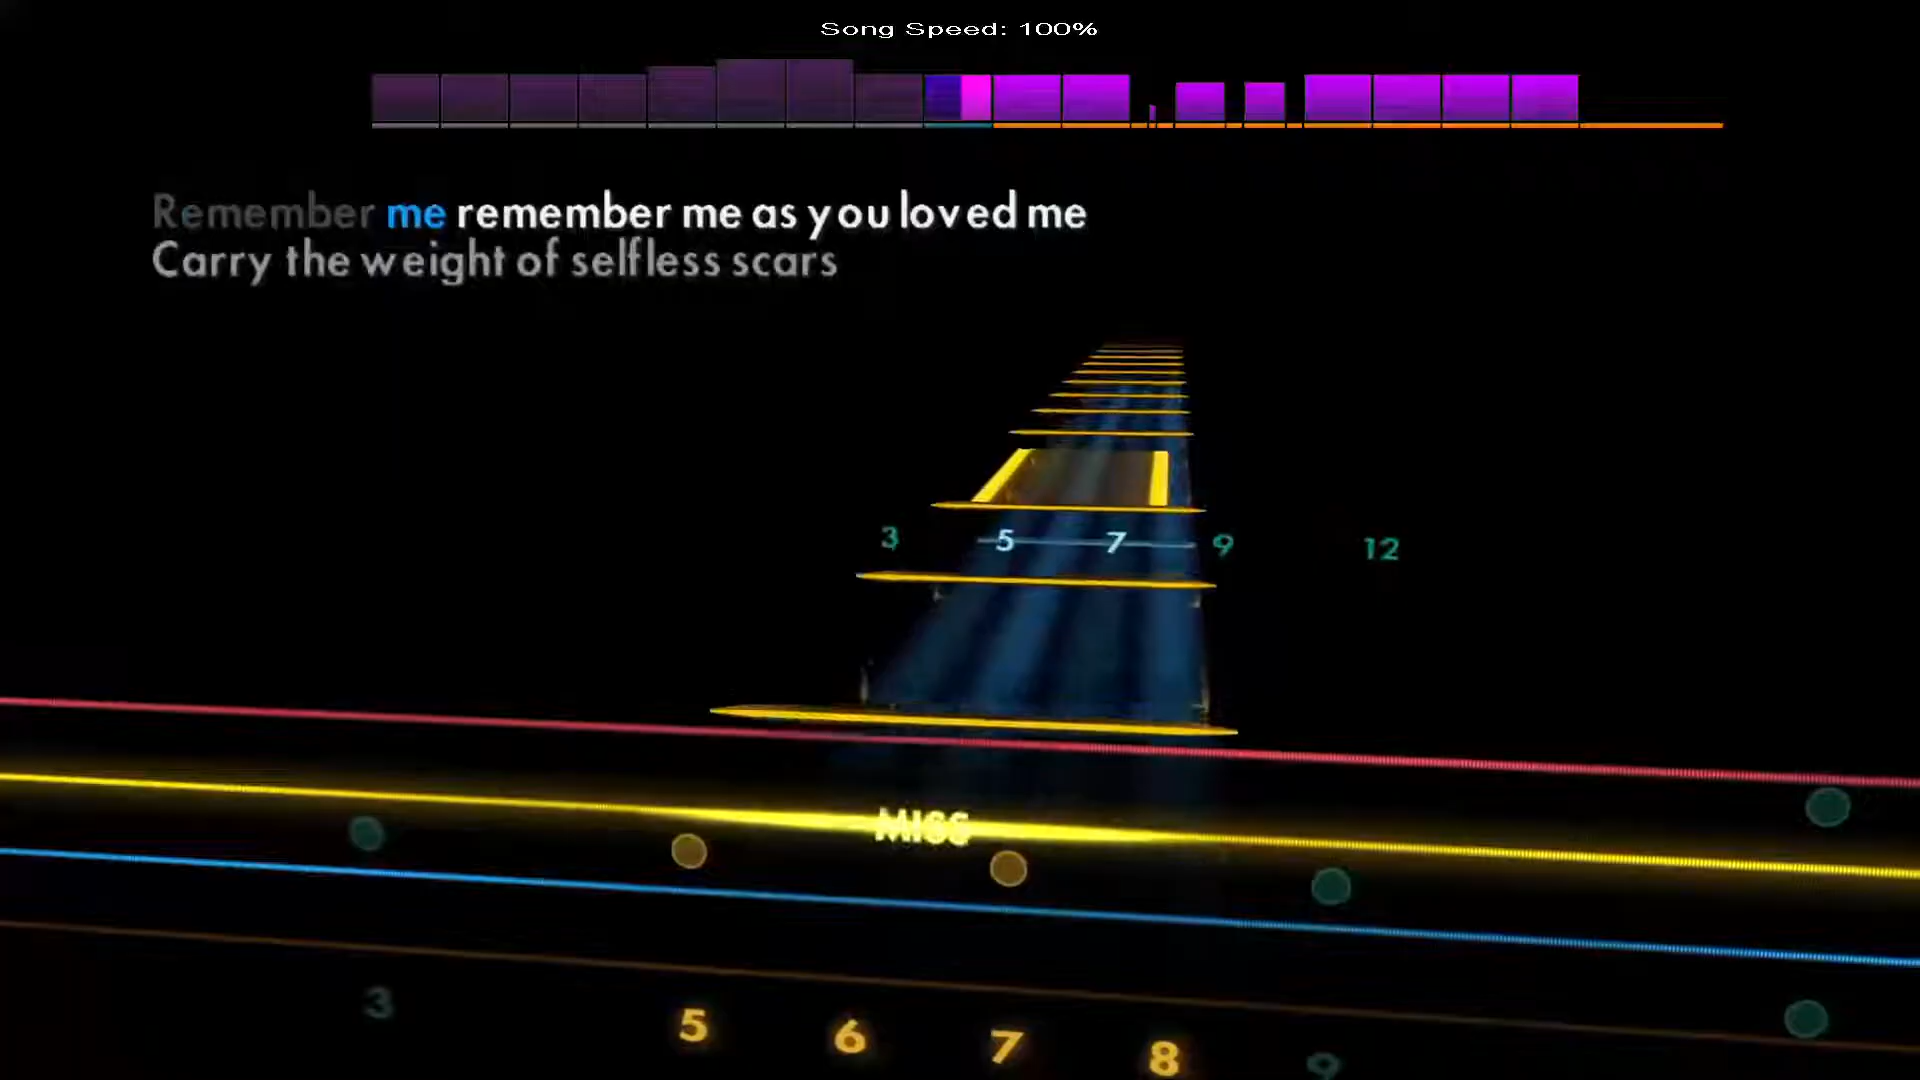 Song Speed: 100%
Remember me remember me as you loved me
Carry the weight of selfless scars
3 5 7 9 12
MISS
3 5 6 7 8 9